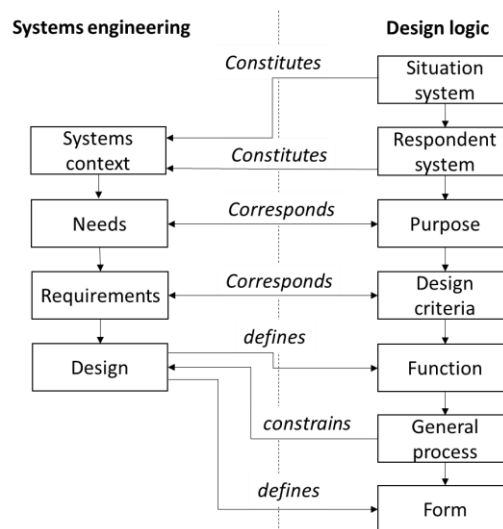 Systems engineering
Design logic
Constitutes
Situation
system
Systems
context
Constitutes
Respondent
system
Needs
Corresponds
Purpose
Requirements
Corresponds
Design
criteria
Design
defines
Function
constrains
General
process
defines
Form